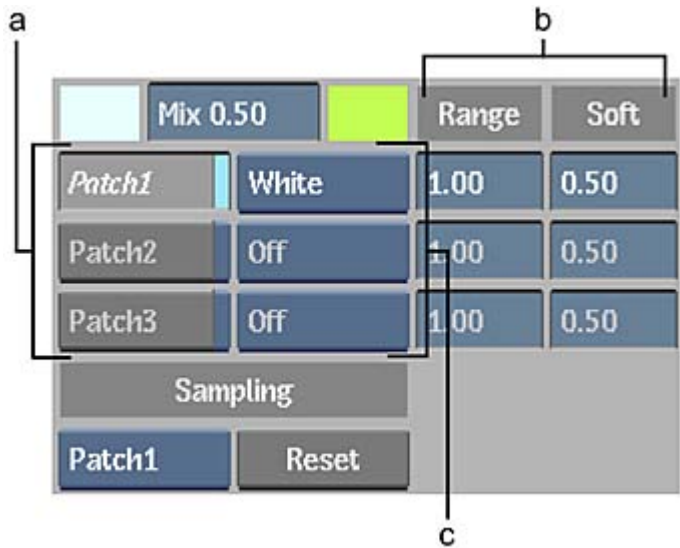 a
b
Mix 0.50 Range Soft
Patch1 White 1.00 0.50
Patch2 Off 1.00 0.50
Patch3 Off 1.00 0.50
Sampling
Patch1 Reset
c